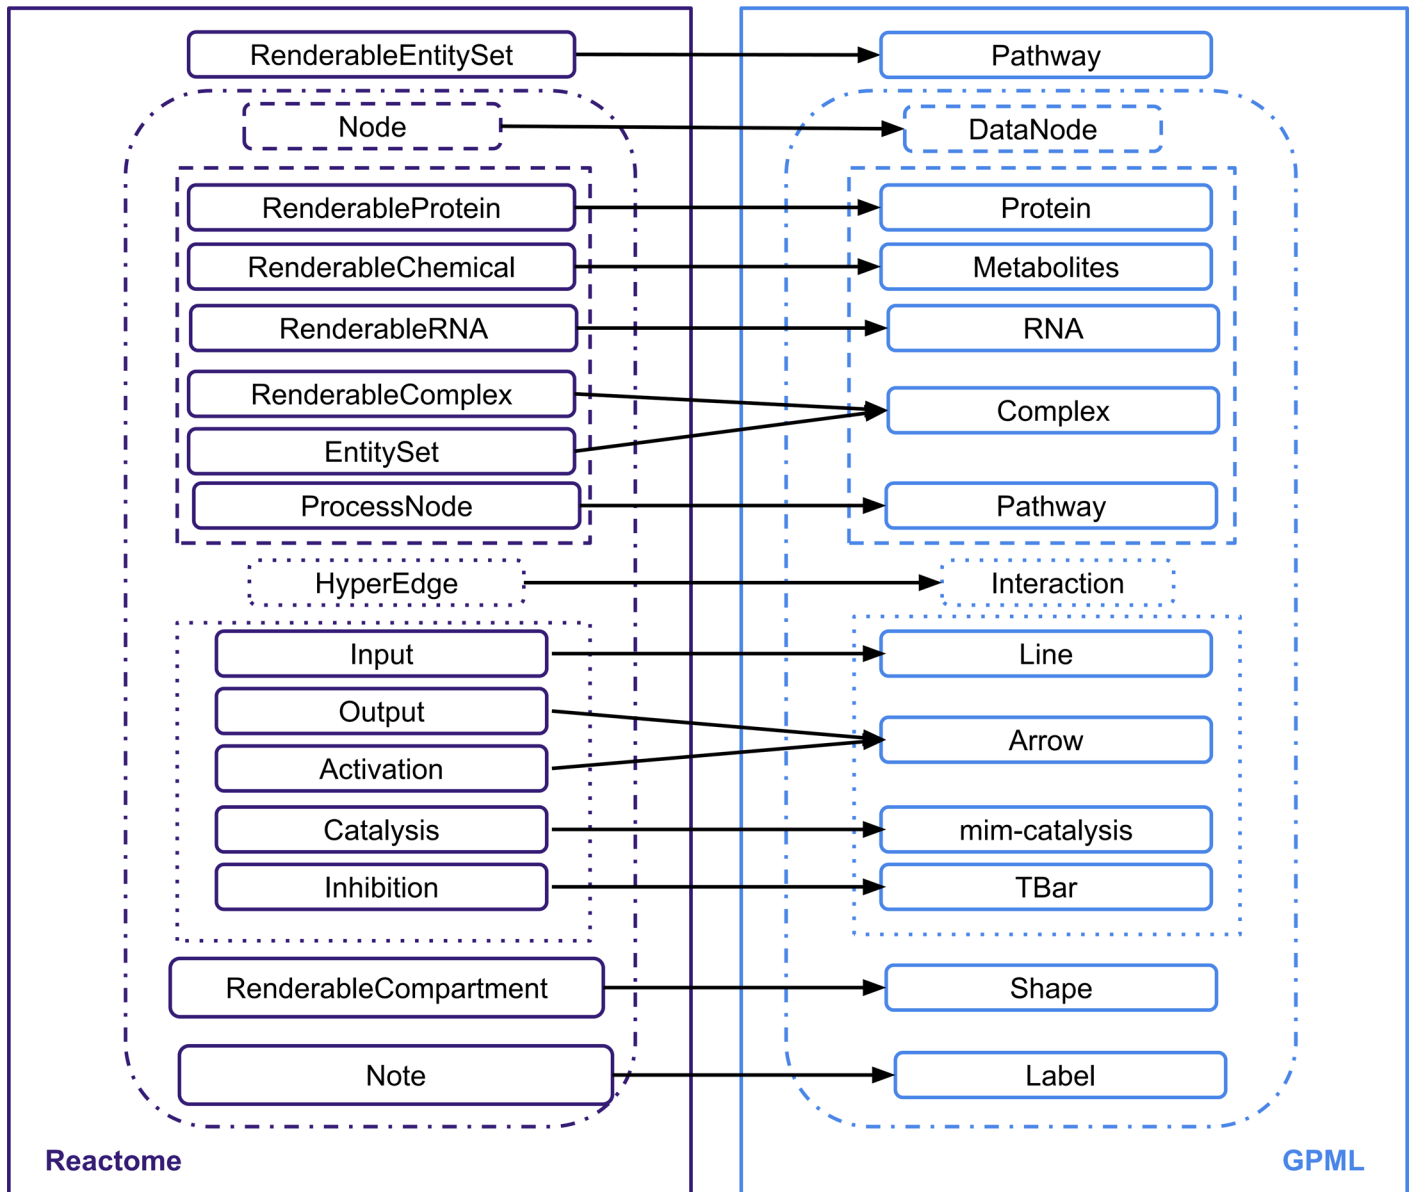 RenderableEntitySet
Pathway
Node
DataNode
RenderableProtein
Protein
RenderableChemical
Metabolites
RenderableRNA
RNA
RenderableComplex
Complex
EntitySet
ProcessNode
Pathway
HyperEdge
Interaction
Input
Line
Output
Arrow
Activation
Catalysis
mim-catalysis
Inhibition
TBar
RenderableCompartment
Shape
Note
Label
Reactome
GPML